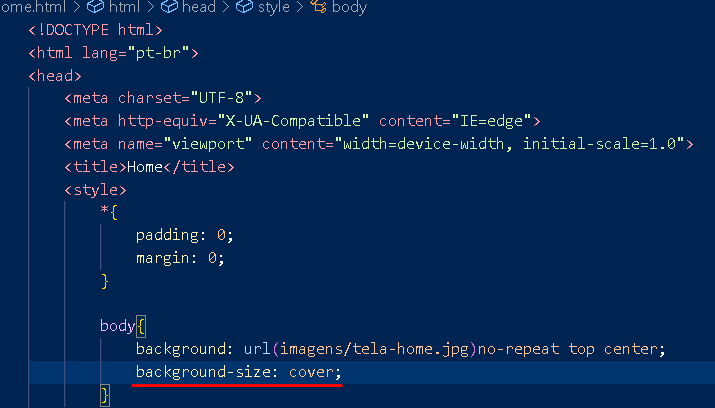 ome.html > html > head > style > body
<!DOCTYPE html>
<html lang="pt-br">
<head>
<meta charset="UTF-8">
<meta http-equiv="X-UA-Compatible" content="IE=edge">
<meta name="viewport" content="width=device-width, initial-scale=1.0">
<title>Home</title>
<style>
*{
padding: 0;
margin: 0;
}
body{
background: url(imagens/tela-home.jpg)no-repeat top center;
background-size: cover;
}